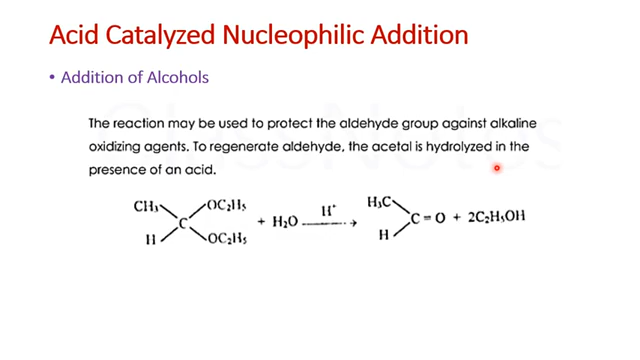 Acid Catalyzed Nucleophilic Addition
• Addition of Alcohols
The reaction may be used to protect the aldehyde group against alkaline
oxidizing agents. To regenerate aldehyde, the acetal is hydrolyzed in the
presence of an acid.
CH₃ OC₂H₅ H₃C
C + H₂O H⁺ → C = O + 2C₂H₅OH
H OC₂H₅ H